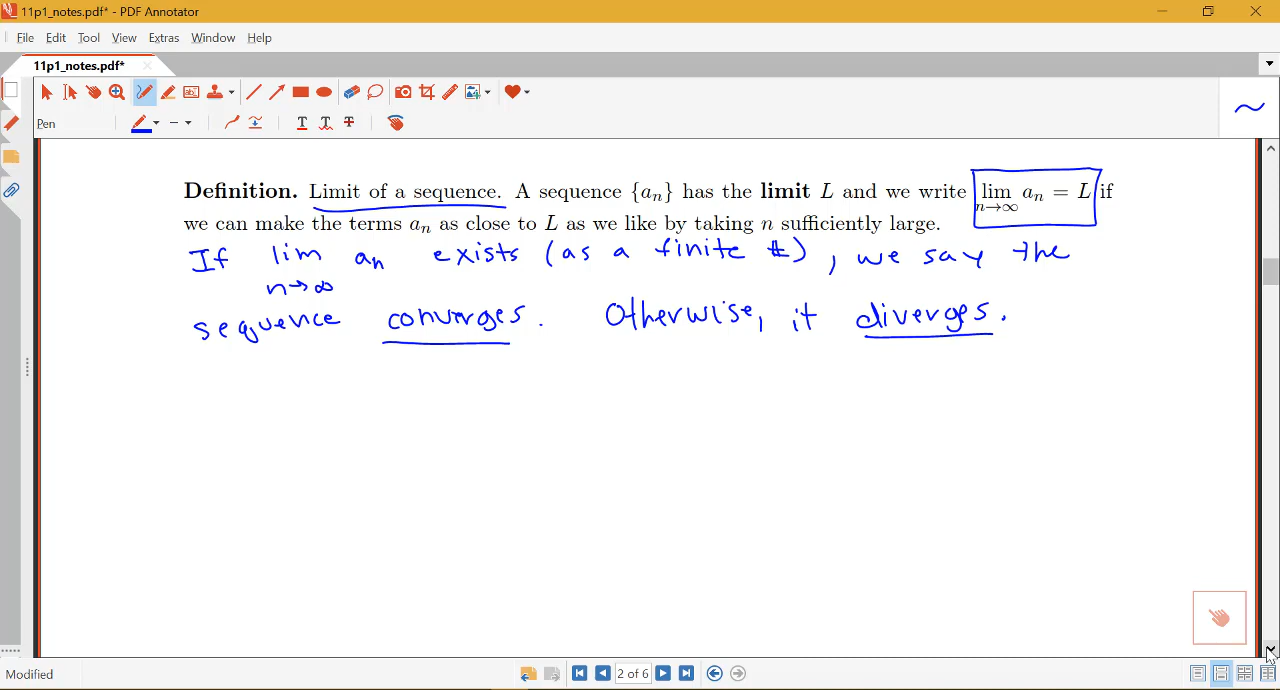 11p1_notes.pdf* - PDF Annotator
File Edit Tool View Extras Window Help
11p1_notes.pdf*
Pen
Definition. Limit of a sequence. A sequence {aₙ} has the limit L and we write lim n→∞ aₙ = L if
we can make the terms aₙ as close to L as we like by taking n sufficiently large.
If lim n→∞ aₙ exists (as a finite #), we say the
sequence converges. Otherwise, it diverges.
Modified
2 of 6